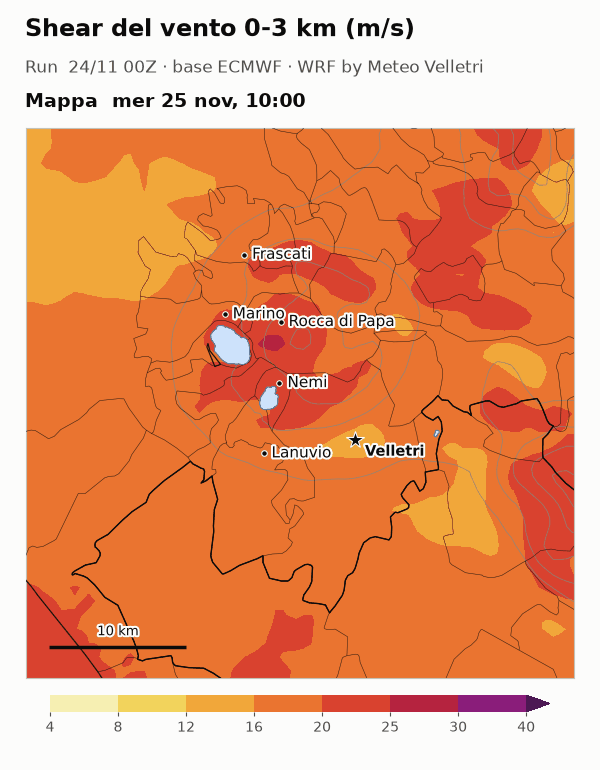 Shear del vento 0-3 km (m/s)
Run  24/11 00Z · base ECMWF · WRF by Meteo Velletri
Mappa  mer 25 nov, 10:00
Frascati
Marino
Rocca di Papa
Nemi
Velletri
Lanuvio
10 km
4 8 12 16 20 25 30 40